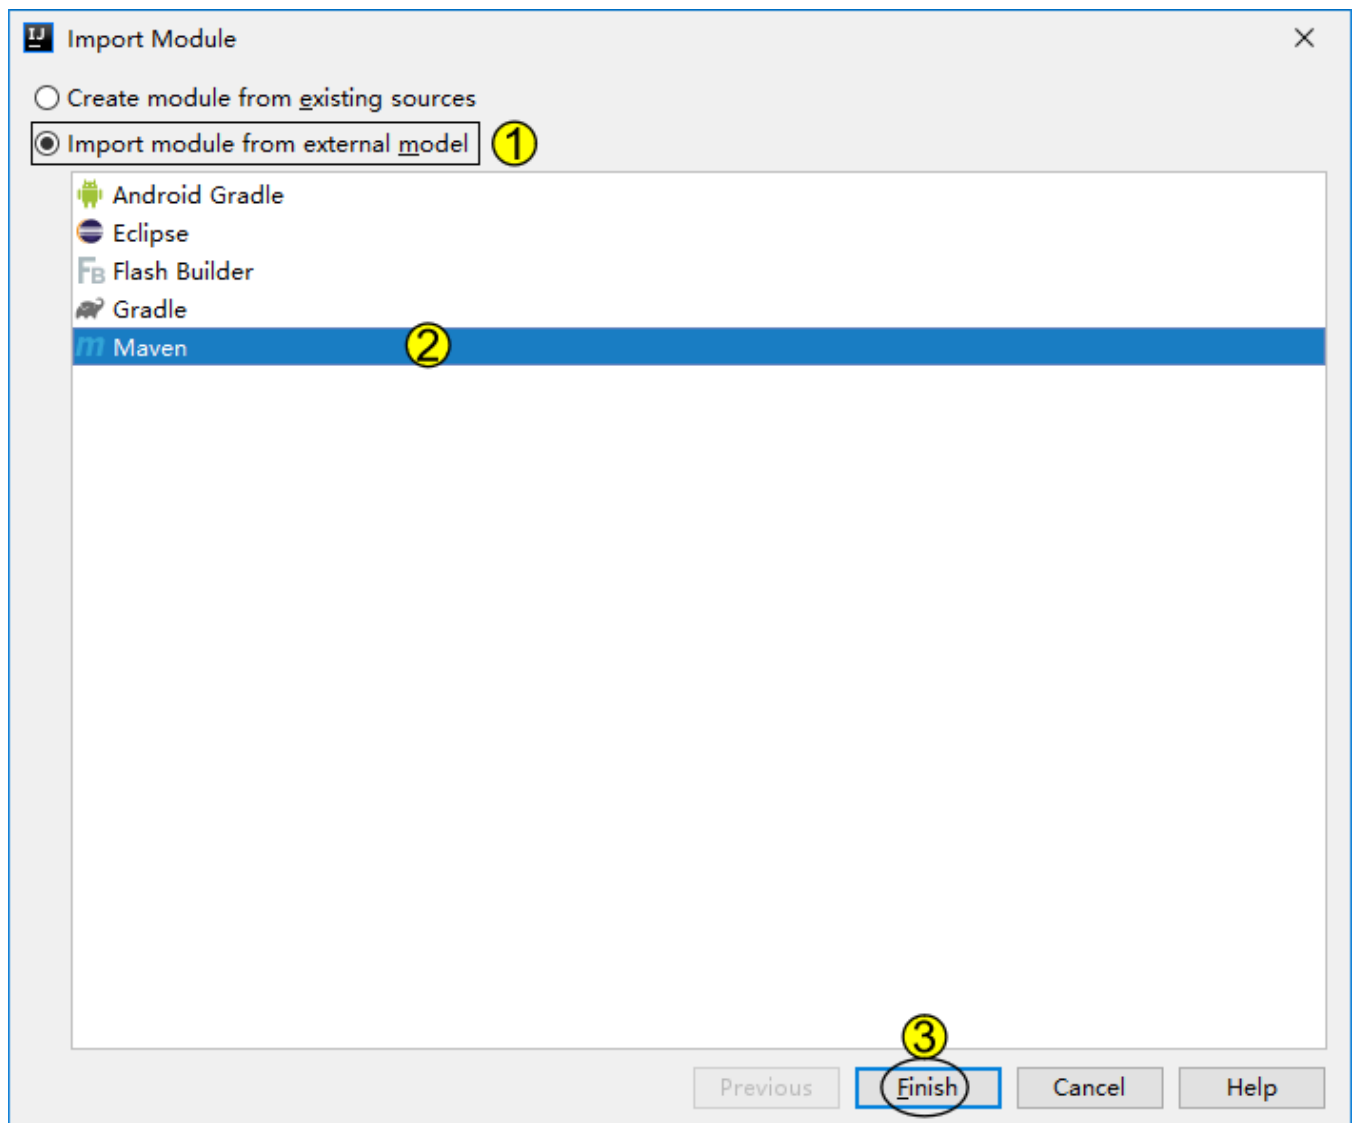 IJ Import Module
Create module from existing sources
Import module from external model ①
Android Gradle
Eclipse
FB Flash Builder
Gradle
m Maven ②
③
Previous Finish Cancel Help